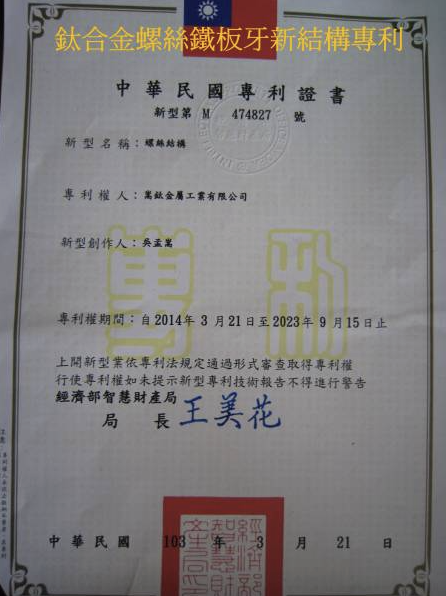 鈦合金螺絲鐵板牙新結構專利
中華民國專利證書
新型第 M 474827 號
新型名稱：螺絲結構
專利權人：嵩鈦金屬工業有限公司
新型創作人：吳孟嵩
專利
專利權期間：自2014年 3 月21日至2023年 9 月15日止
上開新型業依專利法規定通過形式審查取得專利權
行使專利權如未提示新型專利技術報告不得進行警告
經濟部智慧財產局
局 長 王美花
中華民國 103 年 3 月 21 日